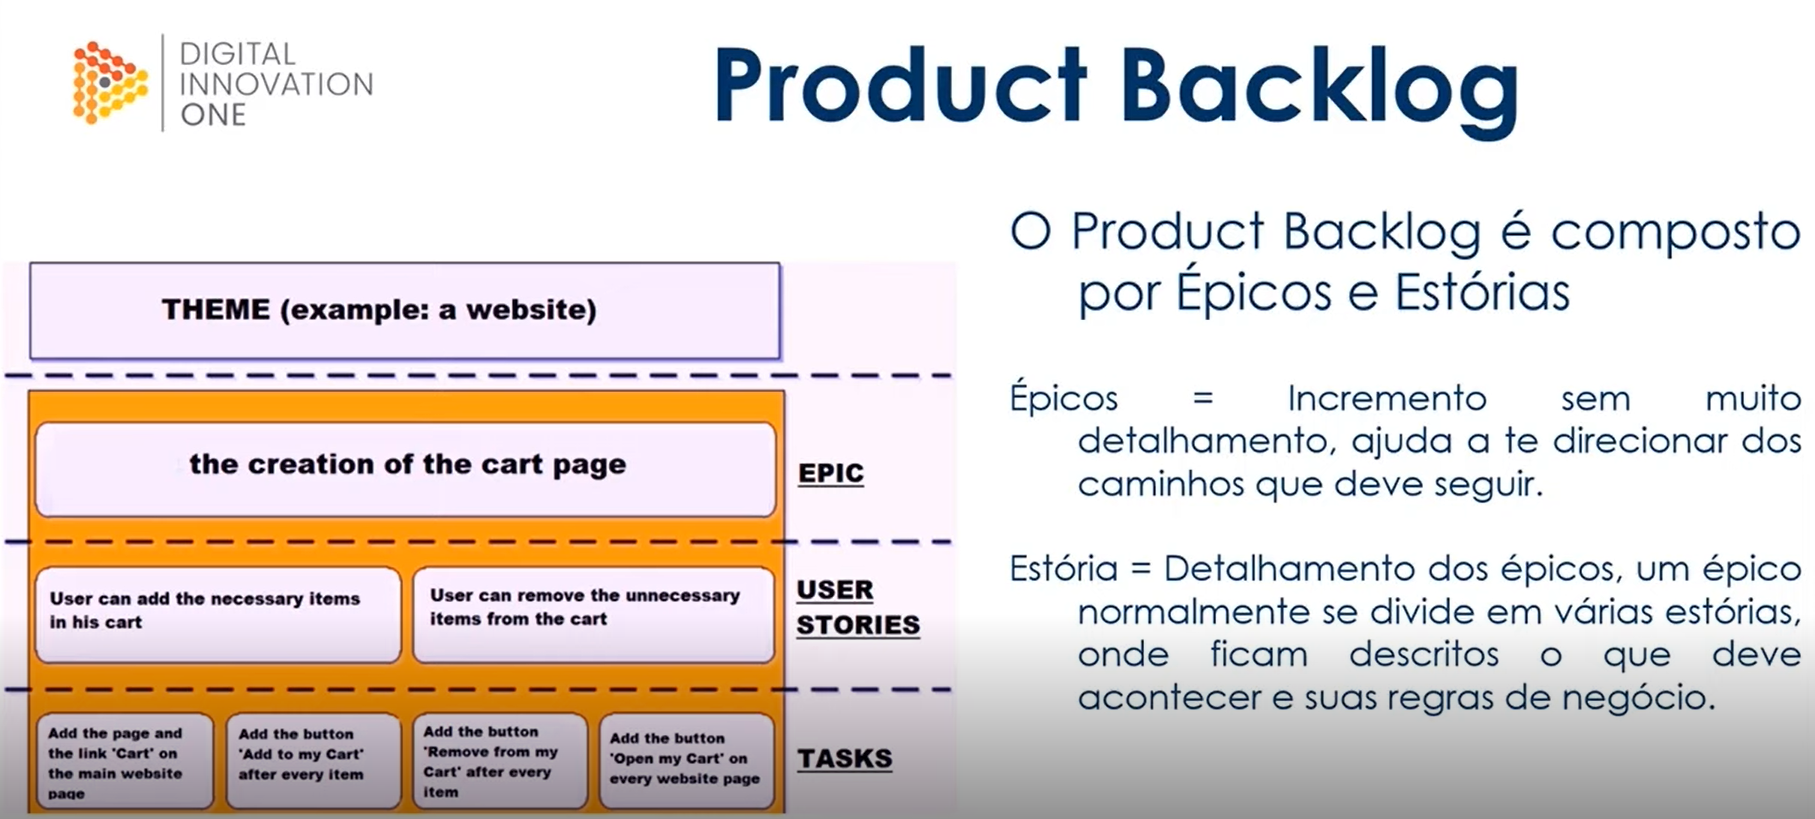 DIGITAL
INNOVATION
ONE
Product Backlog
THEME (example: a website)
the creation of the cart page
EPIC
User can add the necessary items
in his cart
User can remove the unnecessary
items from the cart
USER
STORIES
Add the page and
the link 'Cart' on
the main website
page
Add the button
'Add to my Cart'
after every item
Add the button
'Remove from my
Cart' after every
item
Add the button
'Open my Cart' on
every website page
TASKS
O Product Backlog é composto
por Épicos e Estórias
Épicos = Incremento sem muito
detalhamento, ajuda a te direcionar dos
caminhos que deve seguir.
Estória = Detalhamento dos épicos, um épico
normalmente se divide em várias estórias,
onde ficam descritos o que deve
acontecer e suas regras de negócio.